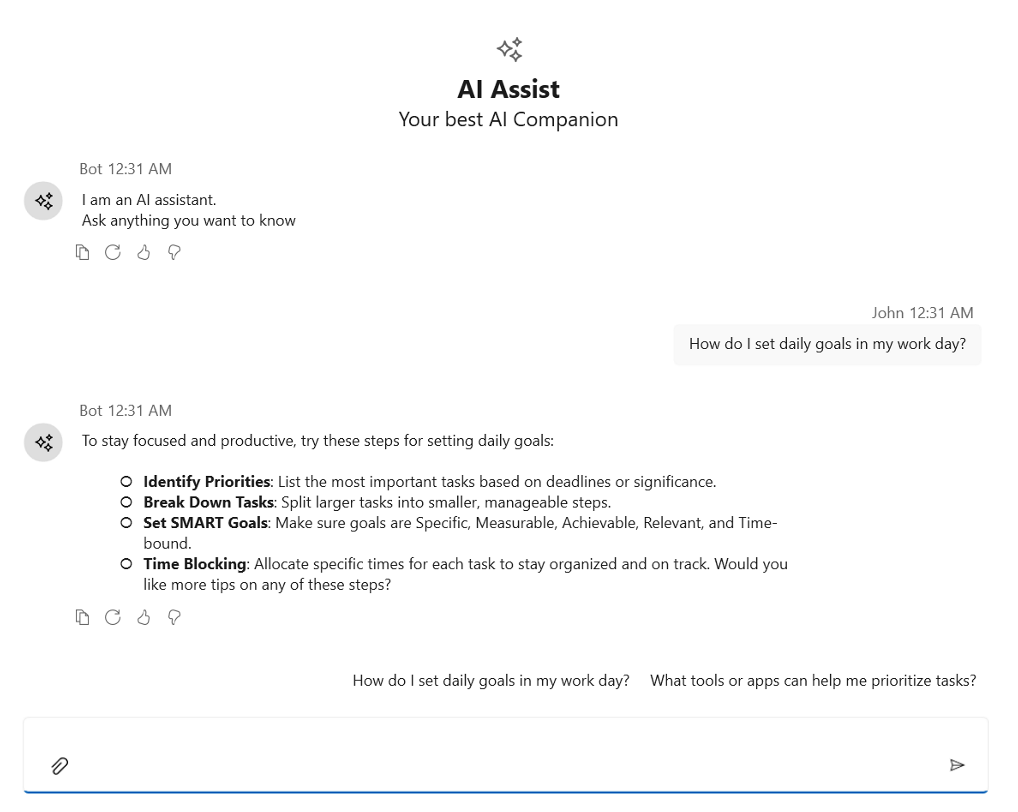 AI Assist
Your best AI Companion
Bot 12:31 AM
I am an AI assistant.
Ask anything you want to know
John 12:31 AM
How do I set daily goals in my work day?
Bot 12:31 AM
To stay focused and productive, try these steps for setting daily goals:
Identify Priorities: List the most important tasks based on deadlines or significance.
Break Down Tasks: Split larger tasks into smaller, manageable steps.
Set SMART Goals: Make sure goals are Specific, Measurable, Achievable, Relevant, and Time-
bound.
Time Blocking: Allocate specific times for each task to stay organized and on track. Would you
like more tips on any of these steps?
How do I set daily goals in my work day? What tools or apps can help me prioritize tasks?